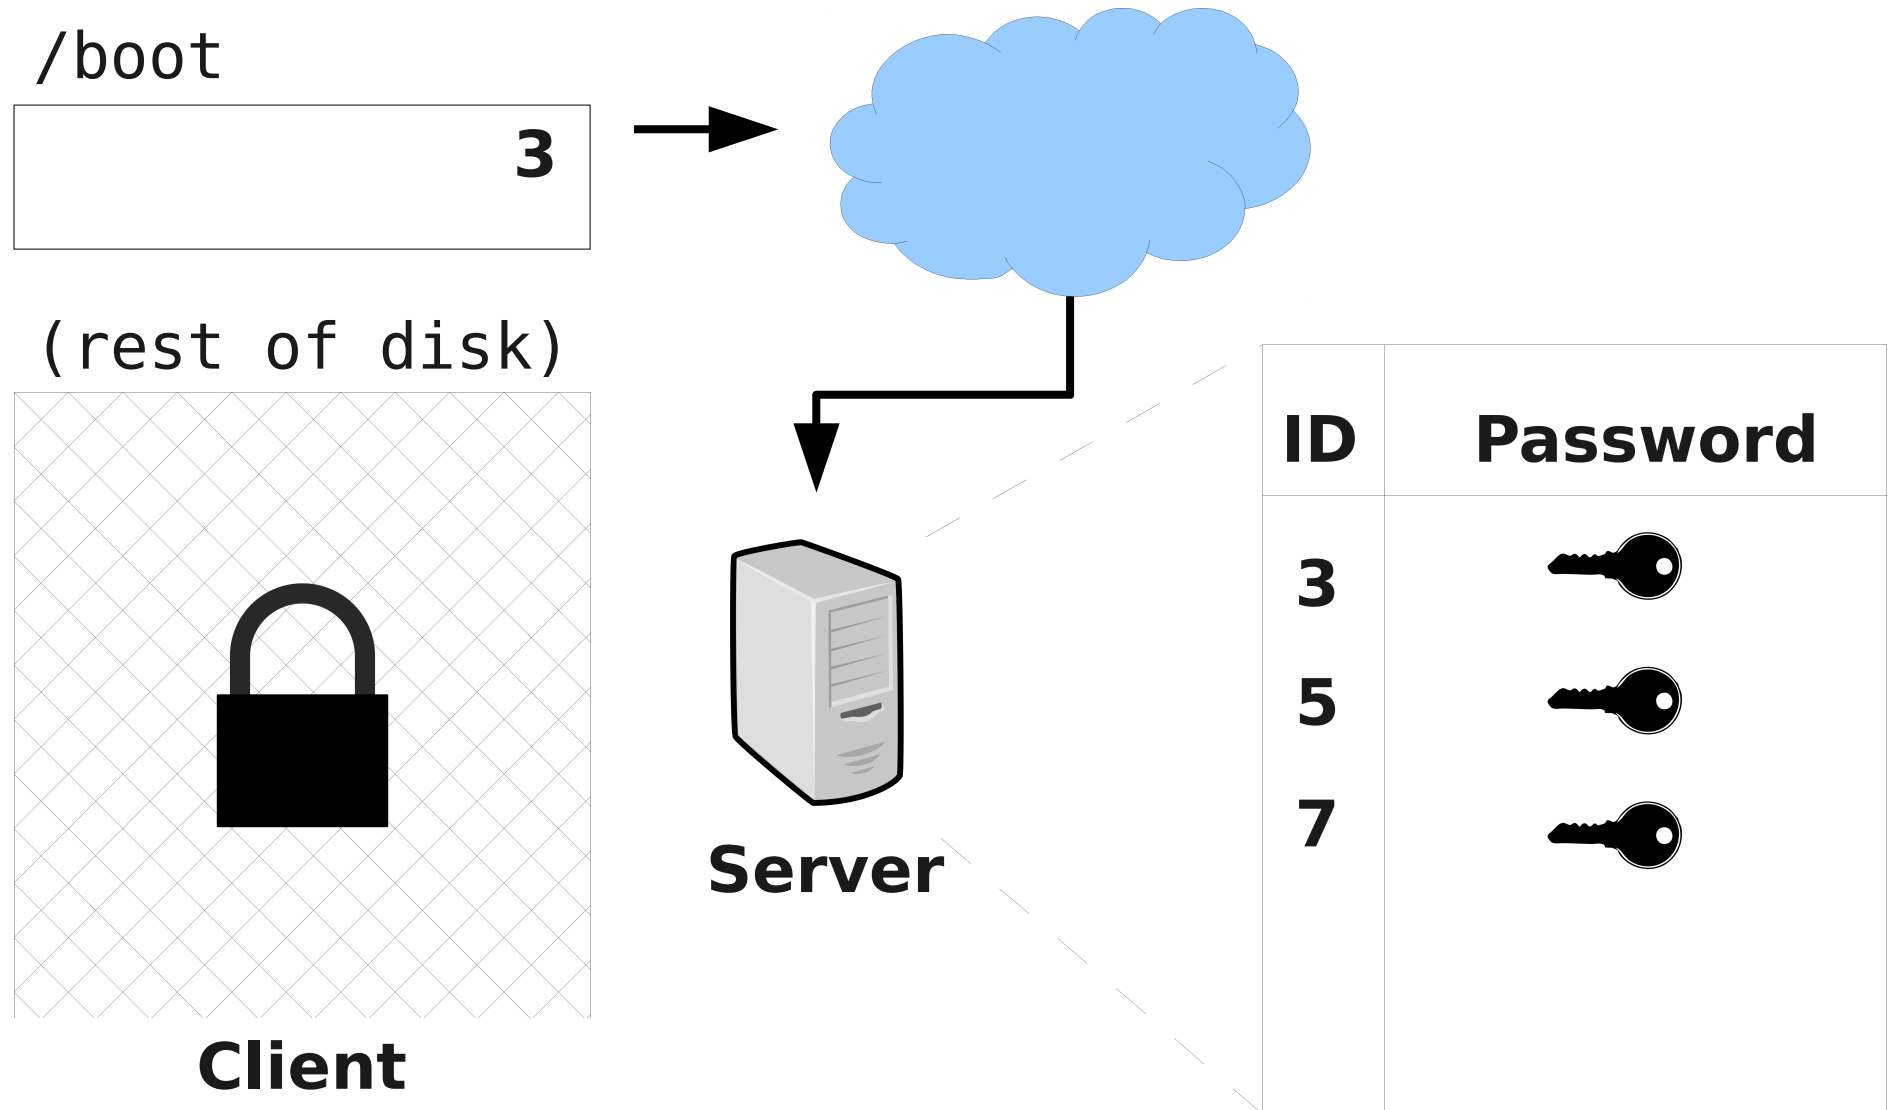 /boot
3
(rest of disk)
Client
Server
ID Password
3
5
7